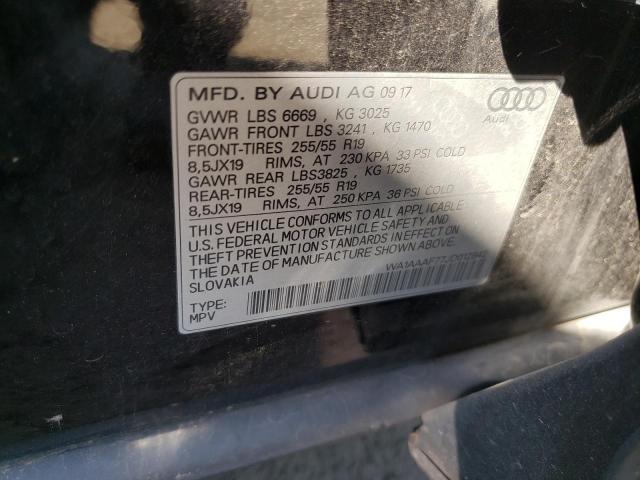 MFD. BY AUDI AG 09 17
GVWR LBS 6669 , KG 3025
GAWR FRONT LBS 3241 , KG 1470
FRONT-TIRES 255/55 R19
8,5JX19 RIMS, AT 230 KPA 33 PSI COLD
GAWR REAR LBS3825 , KG 1735
REAR-TIRES 255/55 R19
8,5JX19 RIMS, AT 250 KPA 36 PSI COLD
THIS VEHICLE CONFORMS TO ALL APPLICABLE
U.S. FEDERAL MOTOR VEHICLE SAFETY AND
THEFT PREVENTION STANDARDS IN EFFECT ON
THE DATE OF MANUFACTURE SHOWN ABOVE
SLOVAKIA
TYPE:
MPV
Audi